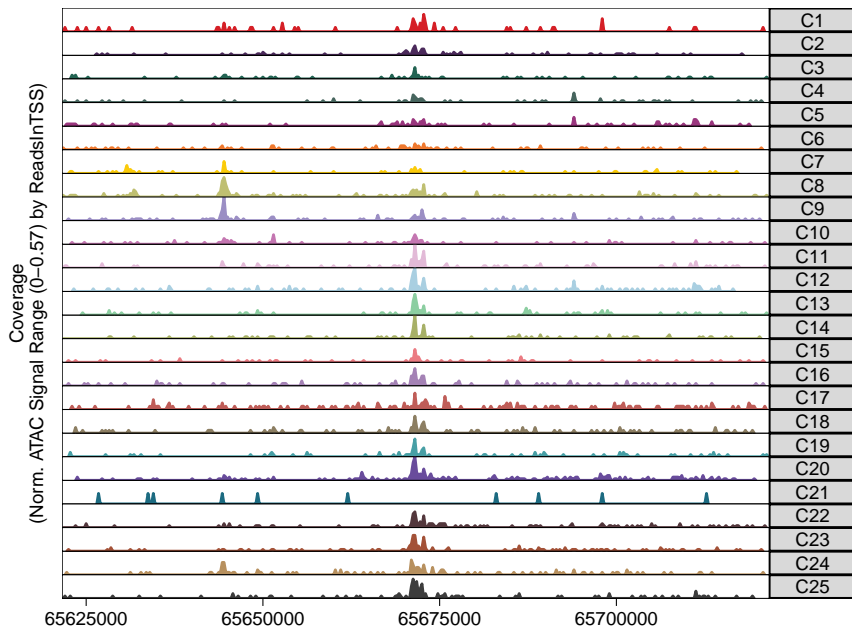 Coverage
(Norm. ATAC Signal Range (0–0.57) by ReadsInTSS)
C1
C2
C3
C4
C5
C6
C7
C8
C9
C10
C11
C12
C13
C14
C15
C16
C17
C18
C19
C20
C21
C22
C23
C24
C25
65625000 65650000 65675000 65700000